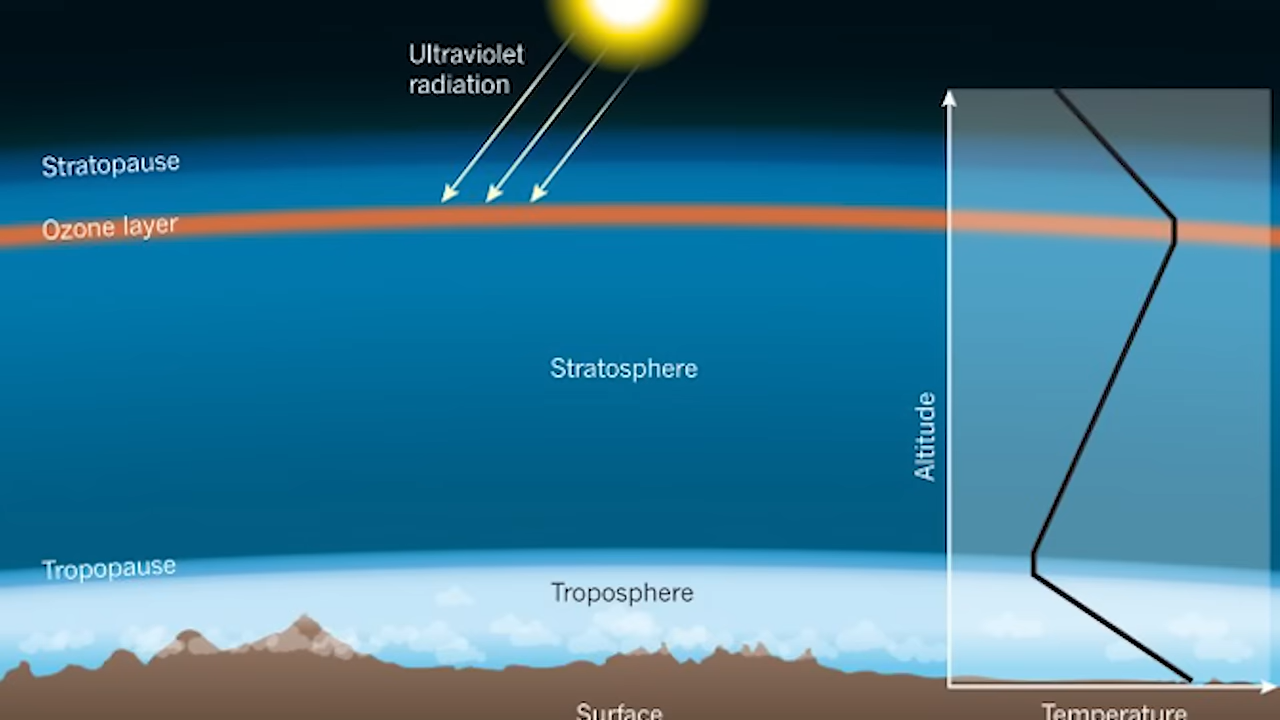 Ultraviolet
radiation
Stratopause
Ozone layer
Stratosphere
Altitude
Tropopause
Troposphere
Surface
Temperature